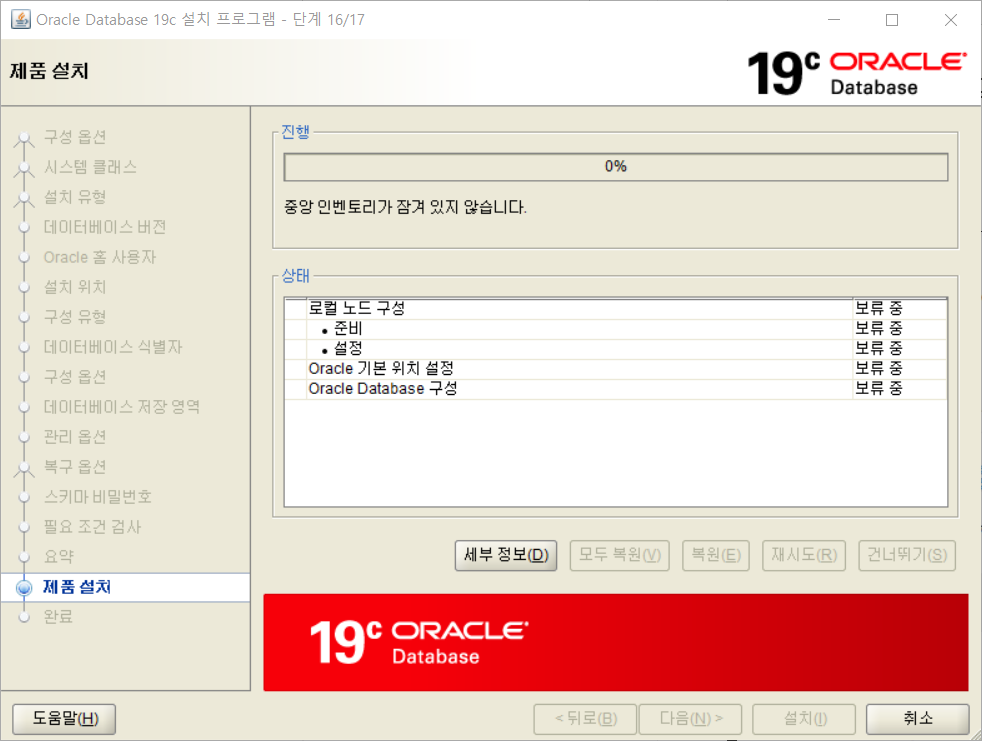 Oracle Database 19c 설치 프로그램 - 단계 16/17
제품 설치
19c ORACLE
Database
구성 옵션
시스템 클래스
설치 유형
데이터베이스 버전
Oracle 홈 사용자
설치 위치
구성 유형
데이터베이스 식별자
구성 옵션
데이터베이스 저장 영역
관리 옵션
복구 옵션
스키마 비밀번호
필요 조건 검사
요약
제품 설치
완료
진행
0%
중앙 인벤토리가 잠겨 있지 않습니다.
상태
로컬 노드 구성 보류 중
• 준비 보류 중
• 설정 보류 중
Oracle 기본 위치 설정 보류 중
Oracle Database 구성 보류 중
세부 정보(D) 모두 복원(V) 복원(E) 재시도(R) 건너뛰기(S)
19c ORACLE
Database
도움말(H) < 뒤로(B) 다음(N) > 설치(I) 취소